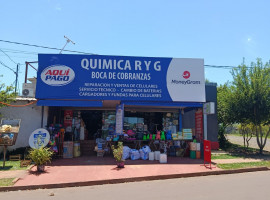 AQUÍ
PAGO
QUIMICA R Y G
BOCA DE COBRANZAS
MoneyGram
REPARACION Y VENTAS DE CELULARES
SERVICIO TECNICO - CAMBIO DE BATERIAS
CARGADORES Y FUNDAS PARA CELULARES